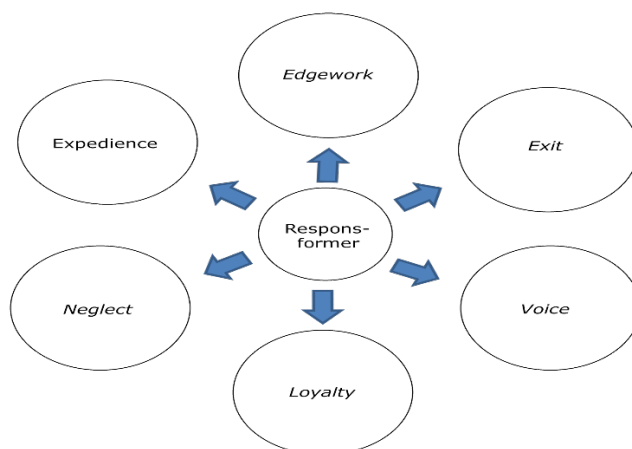 Edgework
Expedience
Exit
Respons-
former
Neglect
Voice
Loyalty